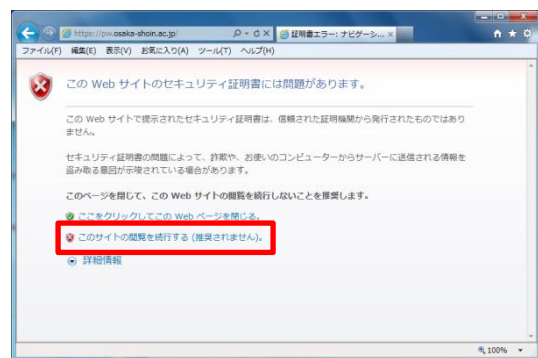 https://pw.osaka-shoin.ac.jp/
証明書エラー: ナビゲーシ...
ファイル(F) 編集(E) 表示(V) お気に入り(A) ツール(T) ヘルプ(H)
この Web サイトのセキュリティ証明書には問題があります。
この Web サイトで提示されたセキュリティ証明書は、信頼された証明機関から発行されたものではあり
ません。
セキュリティ証明書の問題によって、詐欺や、お使いのコンピューターからサーバーに送信される情報を
盗み取る意図が示唆されている場合があります。
このページを閉じて、この Web サイトの閲覧を続行しないことを推奨します。
ここをクリックしてこの Web ページを閉じる。
このサイトの閲覧を続行する (推奨されません)。
詳細情報
100%